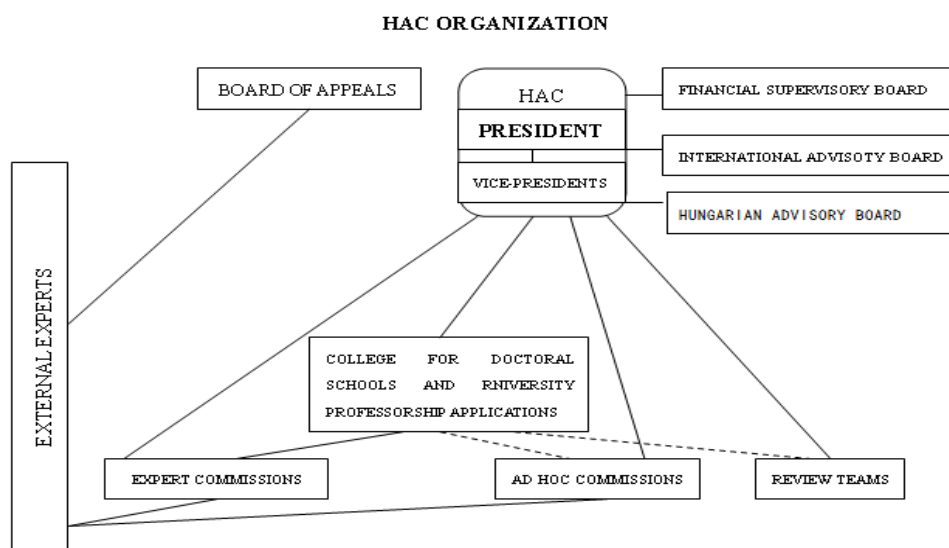 HAC ORGANIZATION
BOARD OF APPEALS
HAC
PRESIDENT
VICE-PRESIDENTS
FINANCIAL SUPERVISORY BOARD
INTERNATIONAL ADVISOTY BOARD
HUNGARIAN ADVISORY BOARD
EXTERNAL EXPERTS
COLLEGE FOR DOCTORAL
SCHOOLS AND RNIVERSITY
PROFESSORSHIP APPLICATIONS
EXPERT COMMISSIONS
AD HOC COMMISSIONS
REVIEW TEAMS